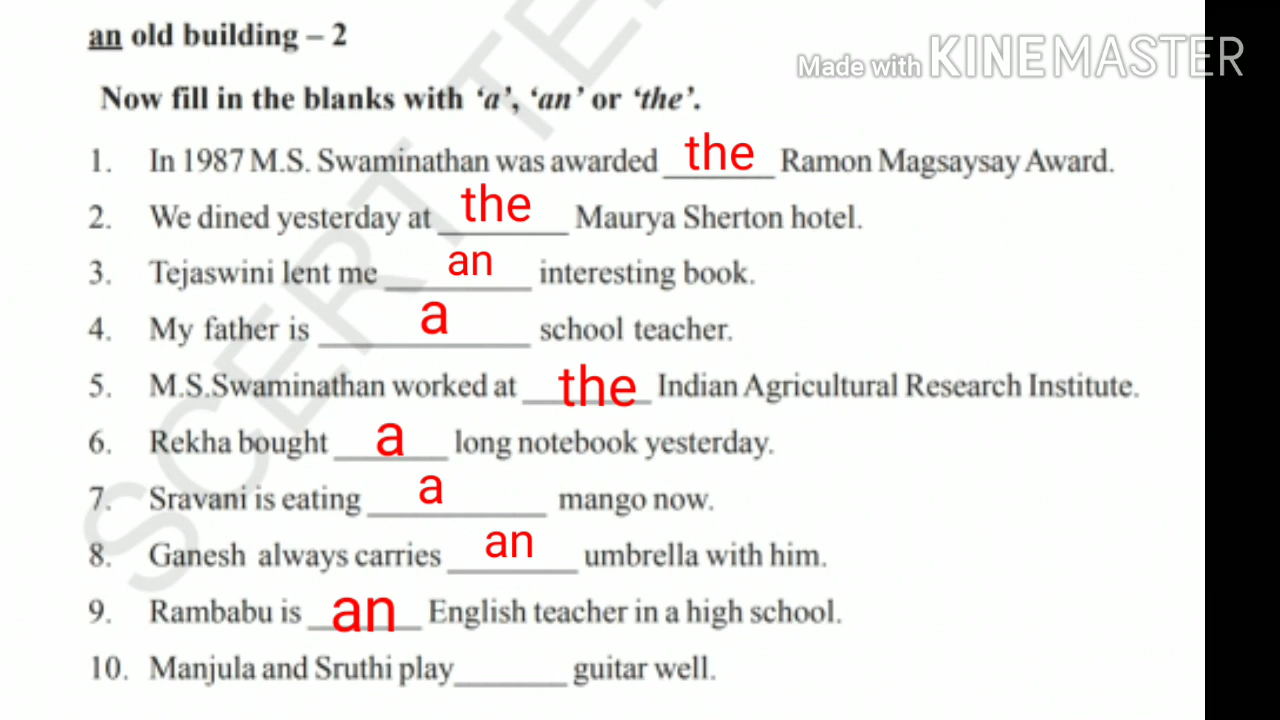 an old building – 2
Made with KINEMASTER
Now fill in the blanks with ‘a’, ‘an’ or ‘the’.
1. In 1987 M.S. Swaminathan was awarded the Ramon Magsaysay Award.
2. We dined yesterday at the Maurya Sherton hotel.
3. Tejaswini lent me an interesting book.
4. My father is a school teacher.
5. M.S.Swaminathan worked at the Indian Agricultural Research Institute.
6. Rekha bought a long notebook yesterday.
7. Sravani is eating a mango now.
8. Ganesh always carries an umbrella with him.
9. Rambabu is an English teacher in a high school.
10. Manjula and Sruthi play_______ guitar well.
SCERT TE